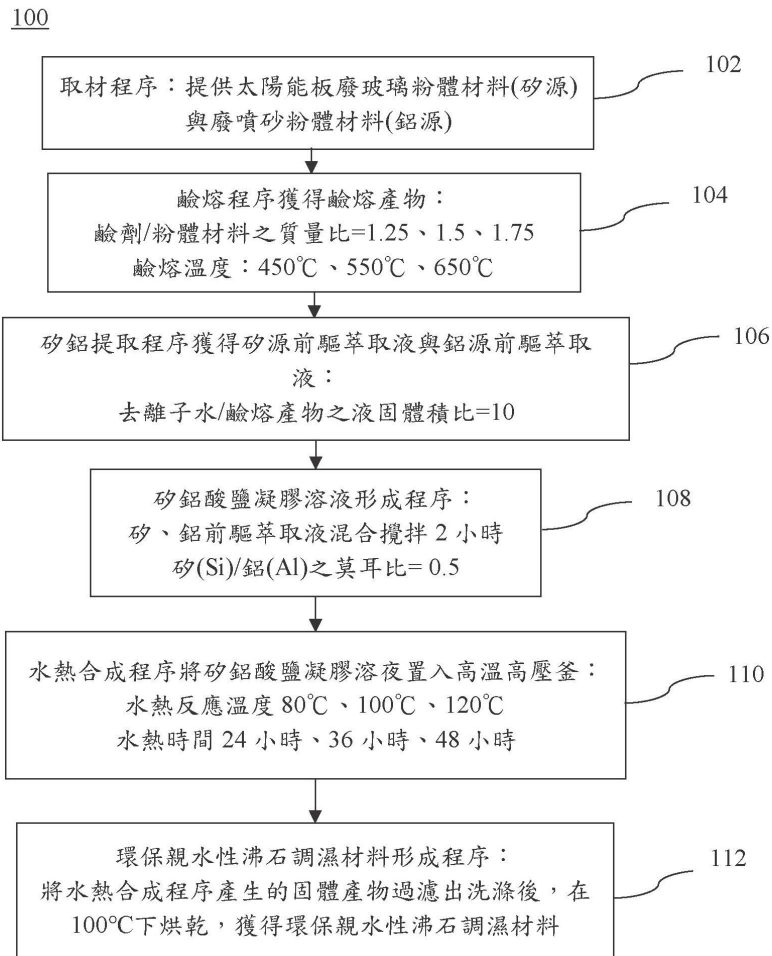 100
取材程序：提供太陽能板廢玻璃粉體材料(矽源)
與廢噴砂粉體材料(鋁源)
102
鹼熔程序獲得鹼熔產物：
鹼劑/粉體材料之質量比=1.25、1.5、1.75
鹼熔溫度：450℃、550℃、650℃
104
矽鋁提取程序獲得矽源前驅萃取液與鋁源前驅萃取
液：
去離子水/鹼熔產物之液固體積比=10
106
矽鋁酸鹽凝膠溶液形成程序：
矽、鋁前驅萃取液混合攪拌 2 小時
矽(Si)/鋁(Al)之莫耳比= 0.5
108
水熱合成程序將矽鋁酸鹽凝膠溶夜置入高溫高壓釜：
水熱反應溫度 80℃、100℃、120℃
水熱時間 24 小時、36 小時、48 小時
110
環保親水性沸石調濕材料形成程序：
將水熱合成程序產生的固體產物過濾出洗滌後，在
100℃下烘乾，獲得環保親水性沸石調濕材料
112